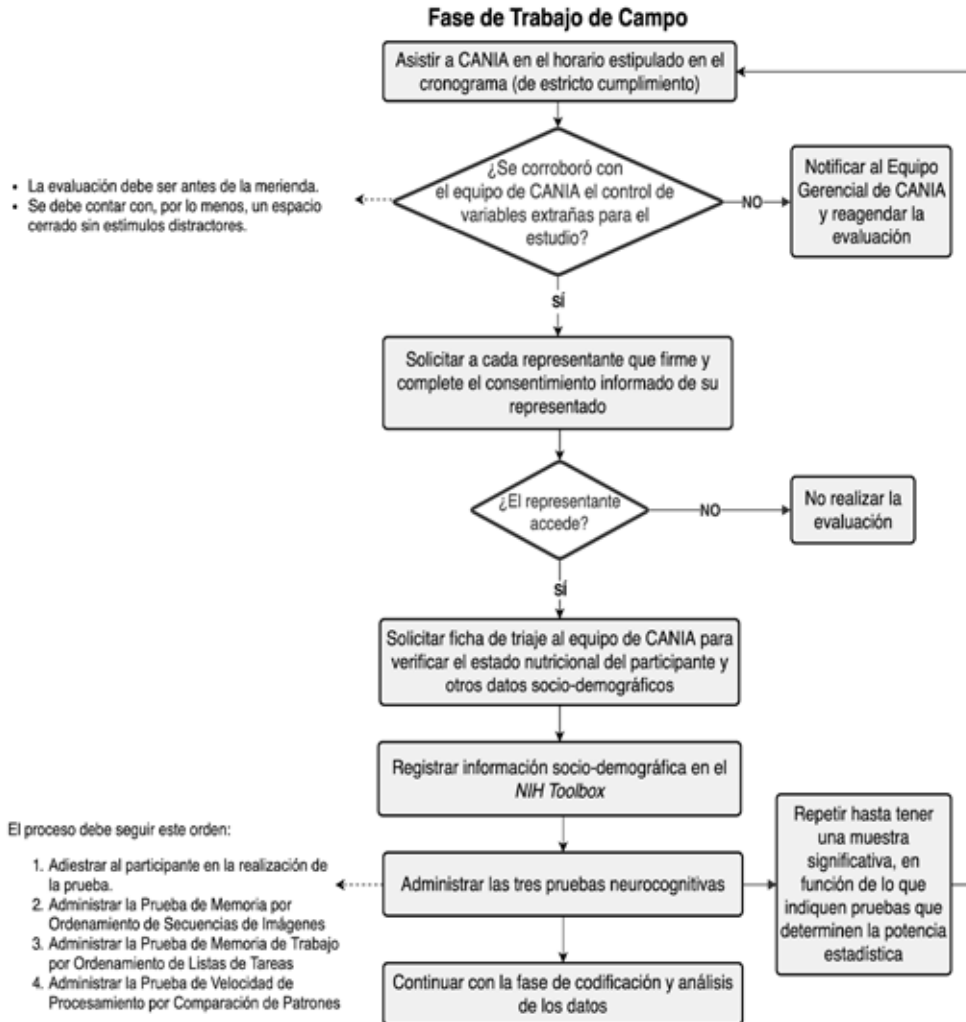 Fase de Trabajo de Campo
Asistir a CANIA en el horario estipulado en el
cronograma (de estricto cumplimiento)
¿Se corroboró con
el equipo de CANIA el control de
variables extrañas para el
estudio?
• La evaluación debe ser antes de la merienda.
• Se debe contar con, por lo menos, un espacio
cerrado sin estímulos distractores.
NO
Notificar al Equipo
Gerencial de CANIA
y reagendar la
evaluación
SÍ
Solicitar a cada representante que firme y
complete el consentimiento informado de su
representado
¿El representante
accede?
NO
No realizar la
evaluación
SÍ
Solicitar ficha de triaje al equipo de CANIA para
verificar el estado nutricional del participante y
otros datos socio-demográficos
Registrar información socio-demográfica en el
NIH Toolbox
El proceso debe seguir este orden:
1. Adiestrar al participante en la realización de
la prueba.
2. Administrar la Prueba de Memoria por
Ordenamiento de Secuencias de Imágenes
3. Administrar la Prueba de Memoria de Trabajo
por Ordenamiento de Listas de Tareas
4. Administrar la Prueba de Velocidad de
Procesamiento por Comparación de Patrones
Administrar las tres pruebas neurocognitivas
Repetir hasta tener
una muestra
significativa, en
función de lo que
indiquen pruebas que
determinen la potencia
estadística
Continuar con la fase de codificación y análisis
de los datos